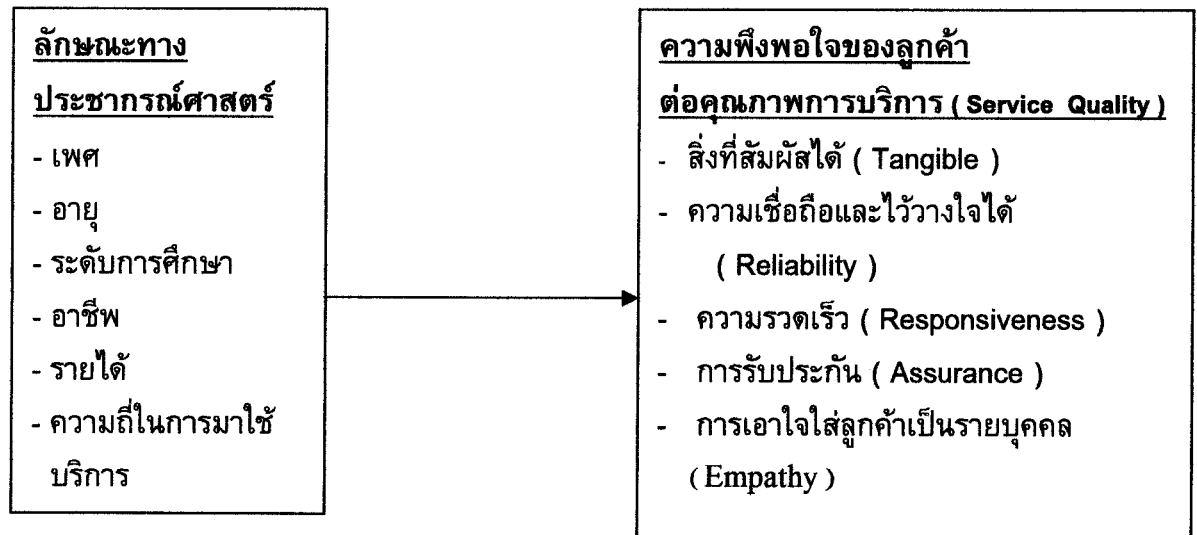 ลักษณะทาง
ประชากรณ์ศาสตร์
- เพศ
- อายุ
- ระดับการศึกษา
- อาชีพ
- รายได้
- ความถี่ในการมาใช้
บริการ
ความพึงพอใจของลูกค้า
ต่อคุณภาพการบริการ ( Service Quality )
- สิ่งที่สัมผัสได้ ( Tangible )
- ความเชื่อถือและไว้วางใจได้
( Reliability )
- ความรวดเร็ว ( Responsiveness )
- การรับประกัน ( Assurance )
- การเอาใจใส่ลูกค้าเป็นรายบุคคล
( Empathy )